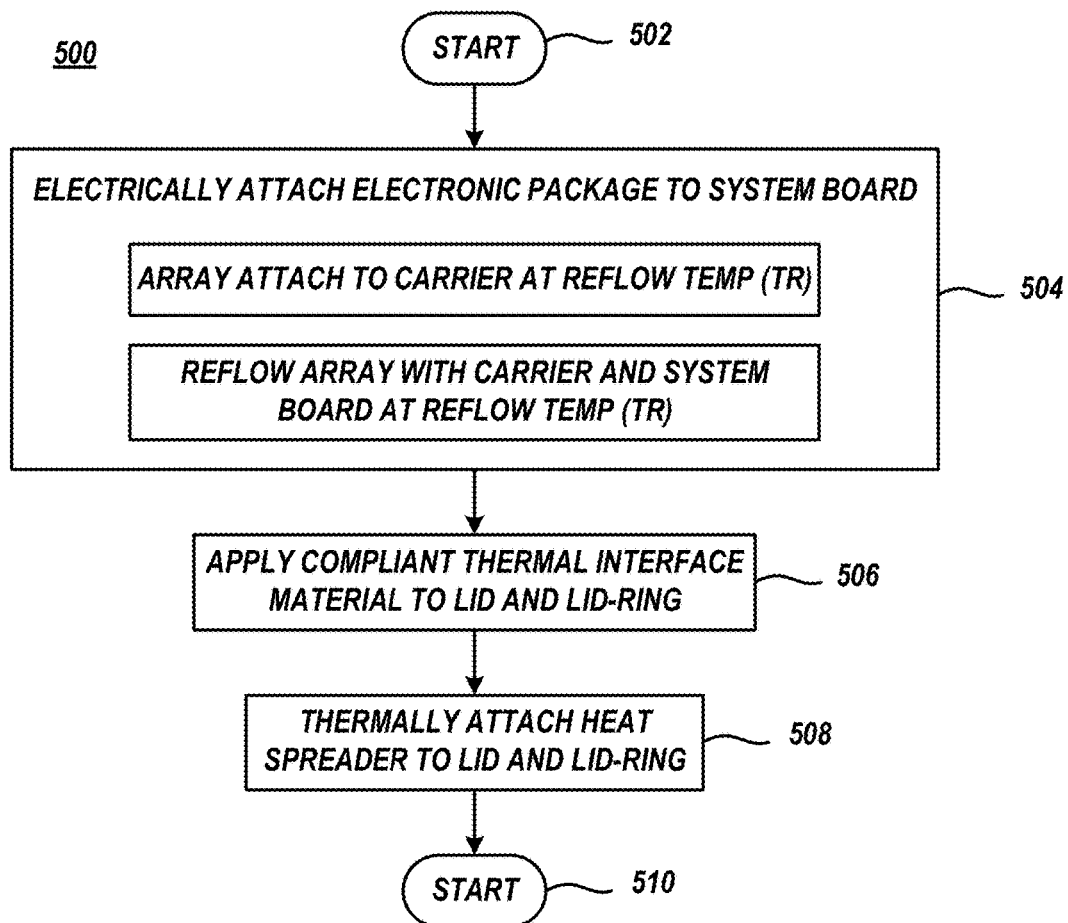 500
START
502
ELECTRICALLY ATTACH ELECTRONIC PACKAGE TO SYSTEM BOARD
ARRAY ATTACH TO CARRIER AT REFLOW TEMP (TR)
504
REFLOW ARRAY WITH CARRIER AND SYSTEM
BOARD AT REFLOW TEMP (TR)
APPLY COMPLIANT THERMAL INTERFACE
MATERIAL TO LID AND LID-RING
506
THERMALLY ATTACH HEAT
SPREADER TO LID AND LID-RING
508
START
510